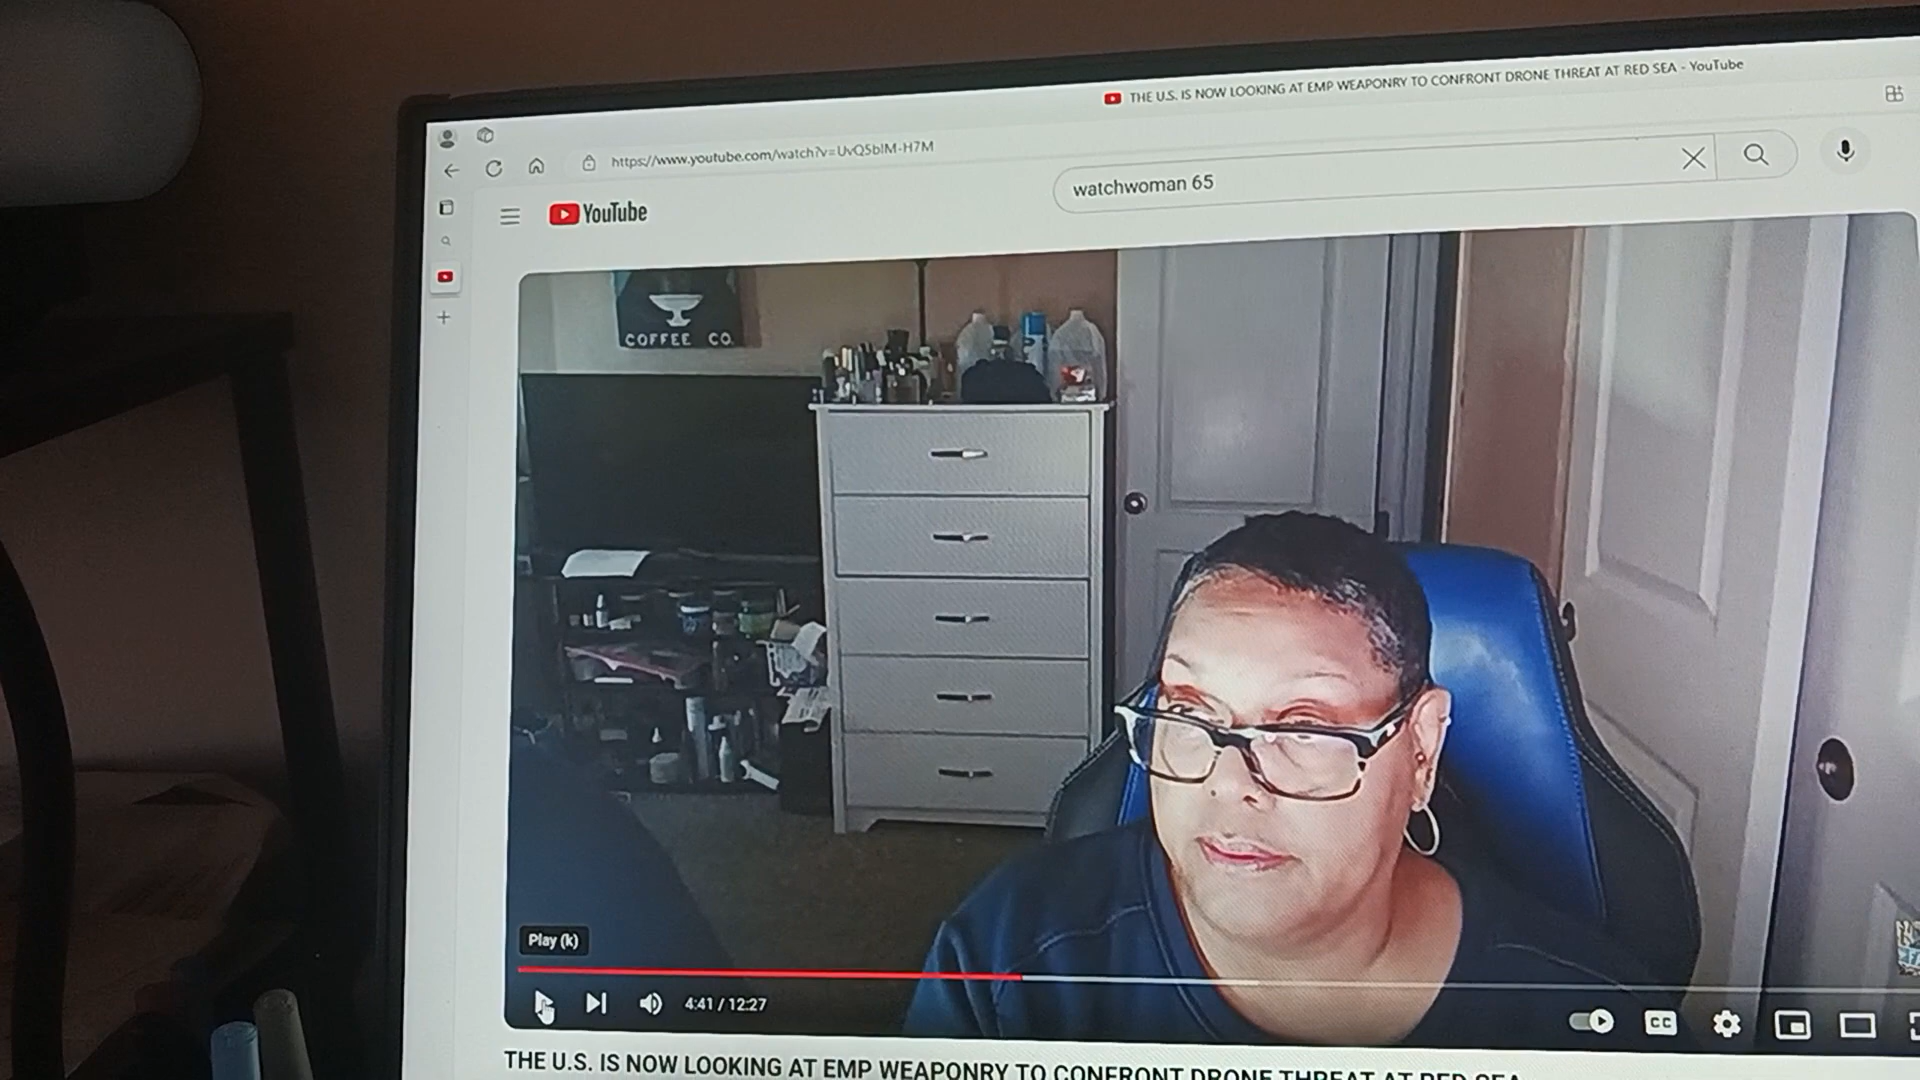 THE U.S. IS NOW LOOKING AT EMP WEAPONRY TO CONFRONT DRONE THREAT AT RED SEA - YouTube
https://www.youtube.com/watch?v=UvQ5bIM-H7M
watchwoman 65
YouTube
COFFEE CO.
Play (k)
4:41 / 12:27
CC
THE U.S. IS NOW LOOKING AT EMP WEAPONRY TO CONFRONT DRONE THREAT AT RED SEA